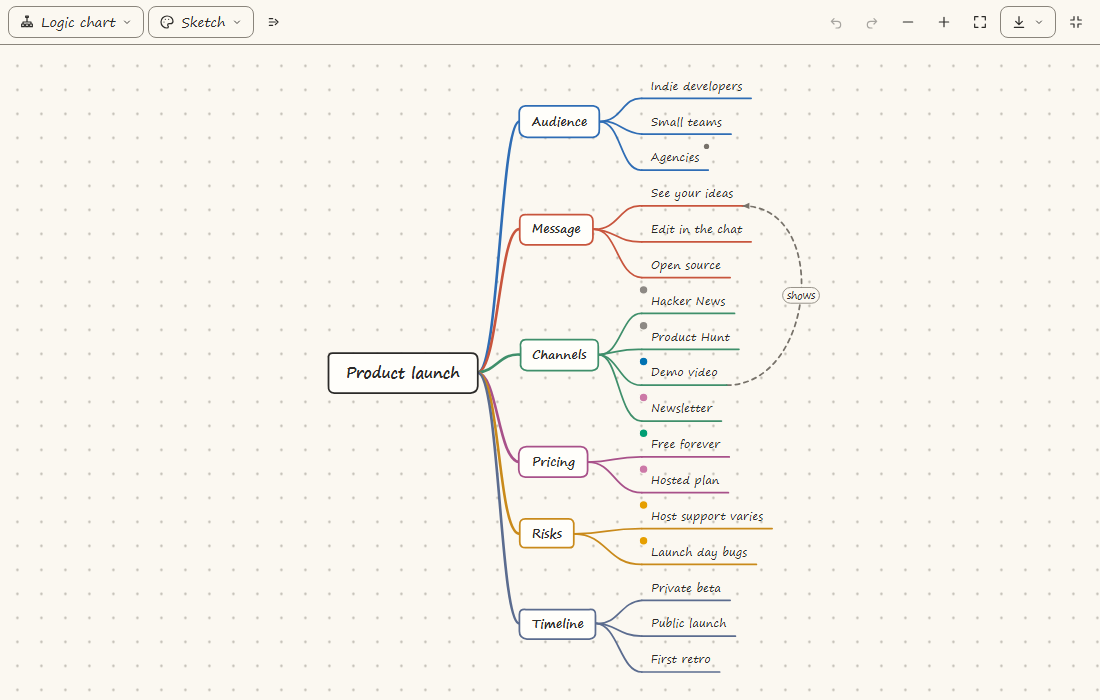 Logic chart
Sketch
Product launch
Audience
Indie developers
Small teams
Agencies
Message
See your ideas
Edit in the chat
Open source
shows
Channels
Hacker News
Product Hunt
Demo video
Newsletter
Pricing
Free forever
Hosted plan
Risks
Host support varies
Launch day bugs
Timeline
Private beta
Public launch
First retro